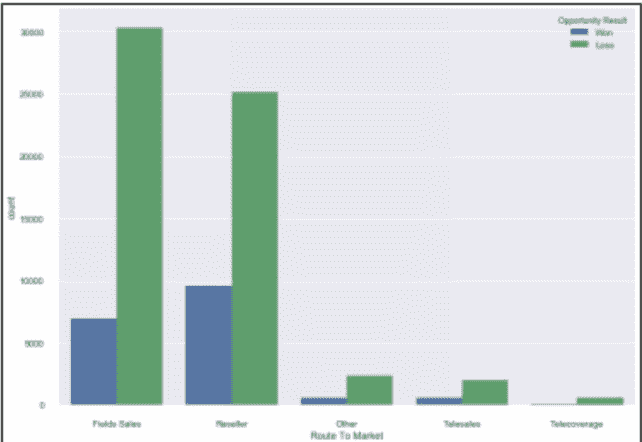 Opportunity Result
Won
Loss
30000
25000
20000
15000
10000
5000
0
count
Fields Sales
Reseller
Other
Telesales
Telecoverage
Route To Market